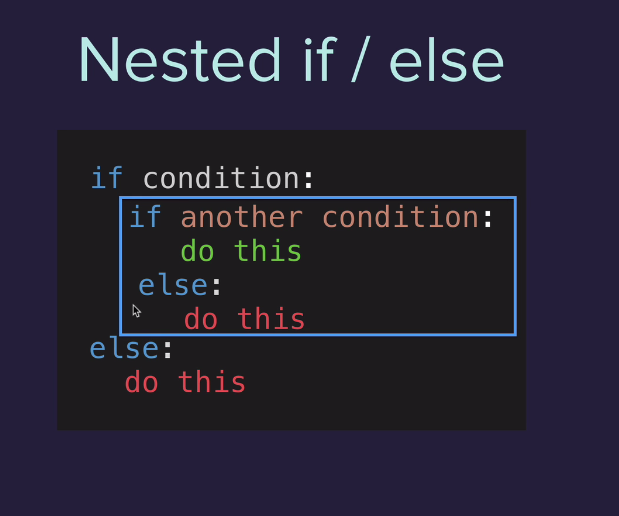 Nested if / else
if condition:
if another condition:
do this
else:
do this
else:
do this